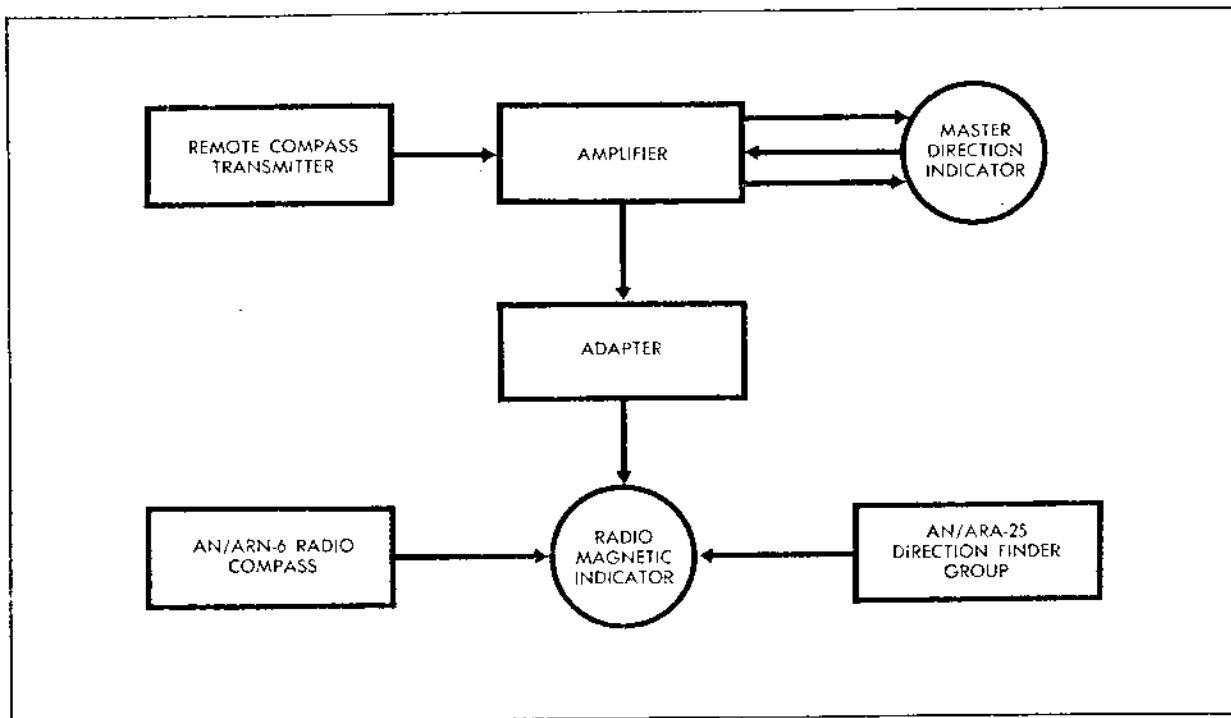 REMOTE COMPASS
TRANSMITTER
AMPLIFIER
MASTER
DIRECTION
INDICATOR
ADAPTER
AN/ARN-6 RADIO
COMPASS
RADIO
MAGNETIC
INDICATOR
AN/ARA-25
DIRECTION FINDER
GROUP